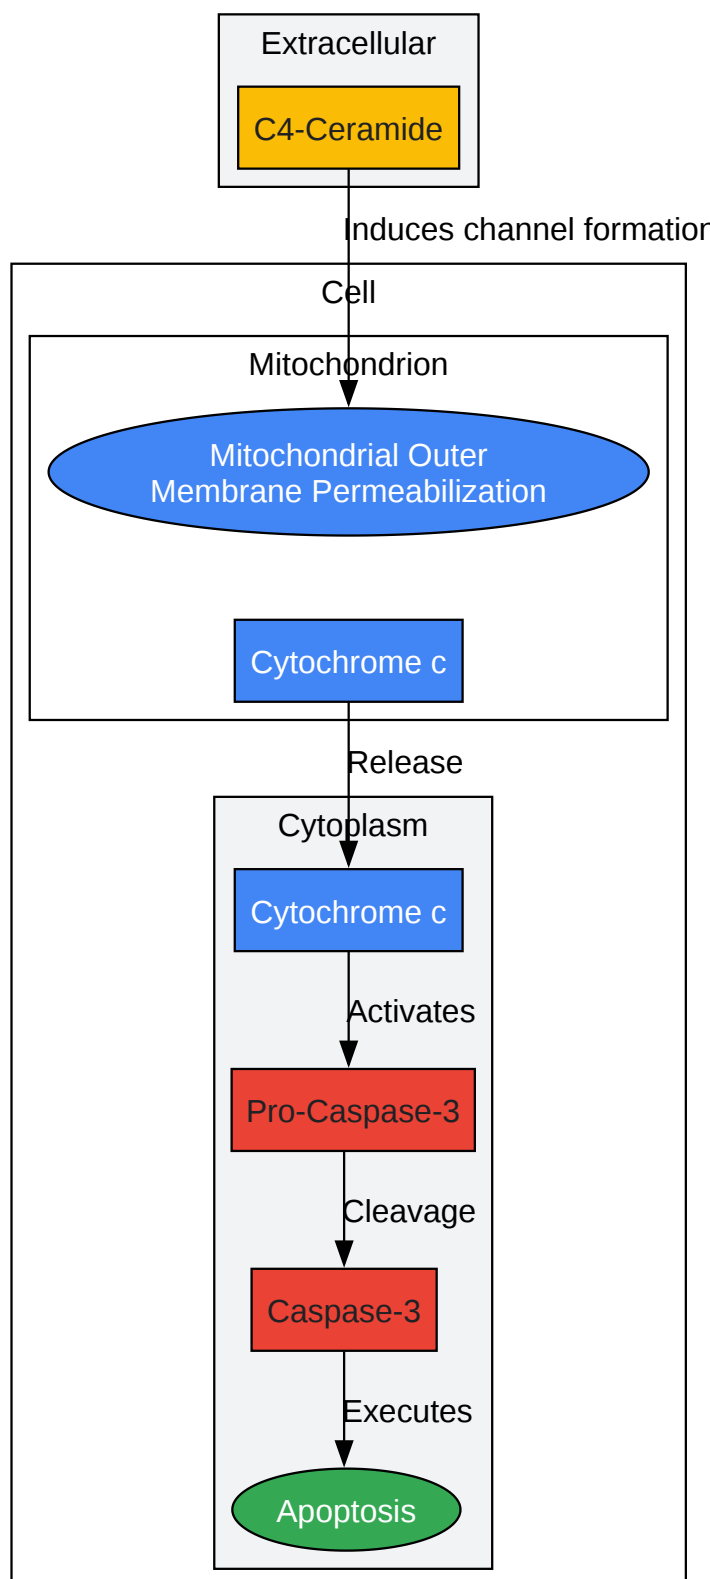 Extracellular
C4-Ceramide
Induces channel formation
Cell
Mitochondrion
Mitochondrial Outer
Membrane Permeabilization
Cytochrome c
Release
Cytoplasm
Cytochrome c
Activates
Pro-Caspase-3
Cleavage
Caspase-3
Executes
Apoptosis